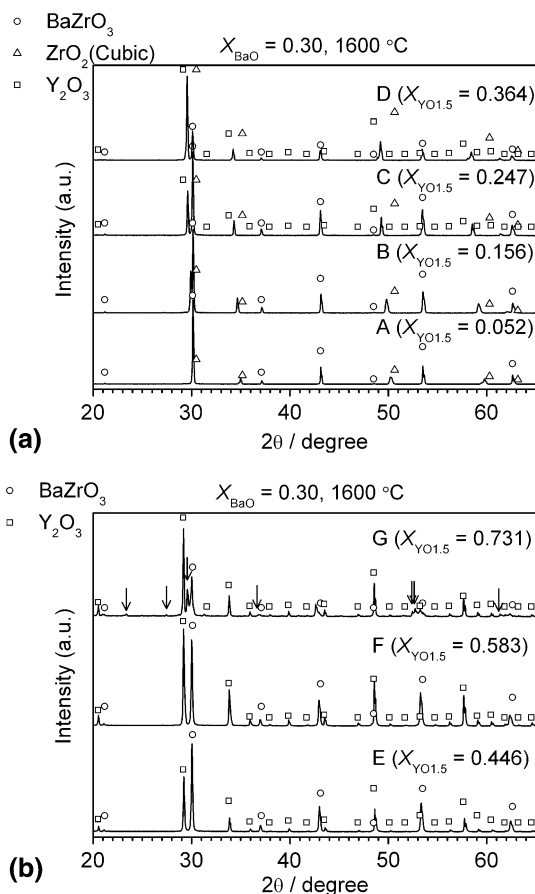 BaZrO3
ZrO2(Cubic)
Y2O3
XBaO = 0.30, 1600 °C
D (XYO1.5 = 0.364)
C (XYO1.5 = 0.247)
B (XYO1.5 = 0.156)
A (XYO1.5 = 0.052)
Intensity (a.u.)
20 30 40 50 60
2θ / degree
(a)
BaZrO3
Y2O3
XBaO = 0.30, 1600 °C
G (XYO1.5 = 0.731)
F (XYO1.5 = 0.583)
E (XYO1.5 = 0.446)
Intensity (a.u.)
20 30 40 50 60
2θ / degree
(b)